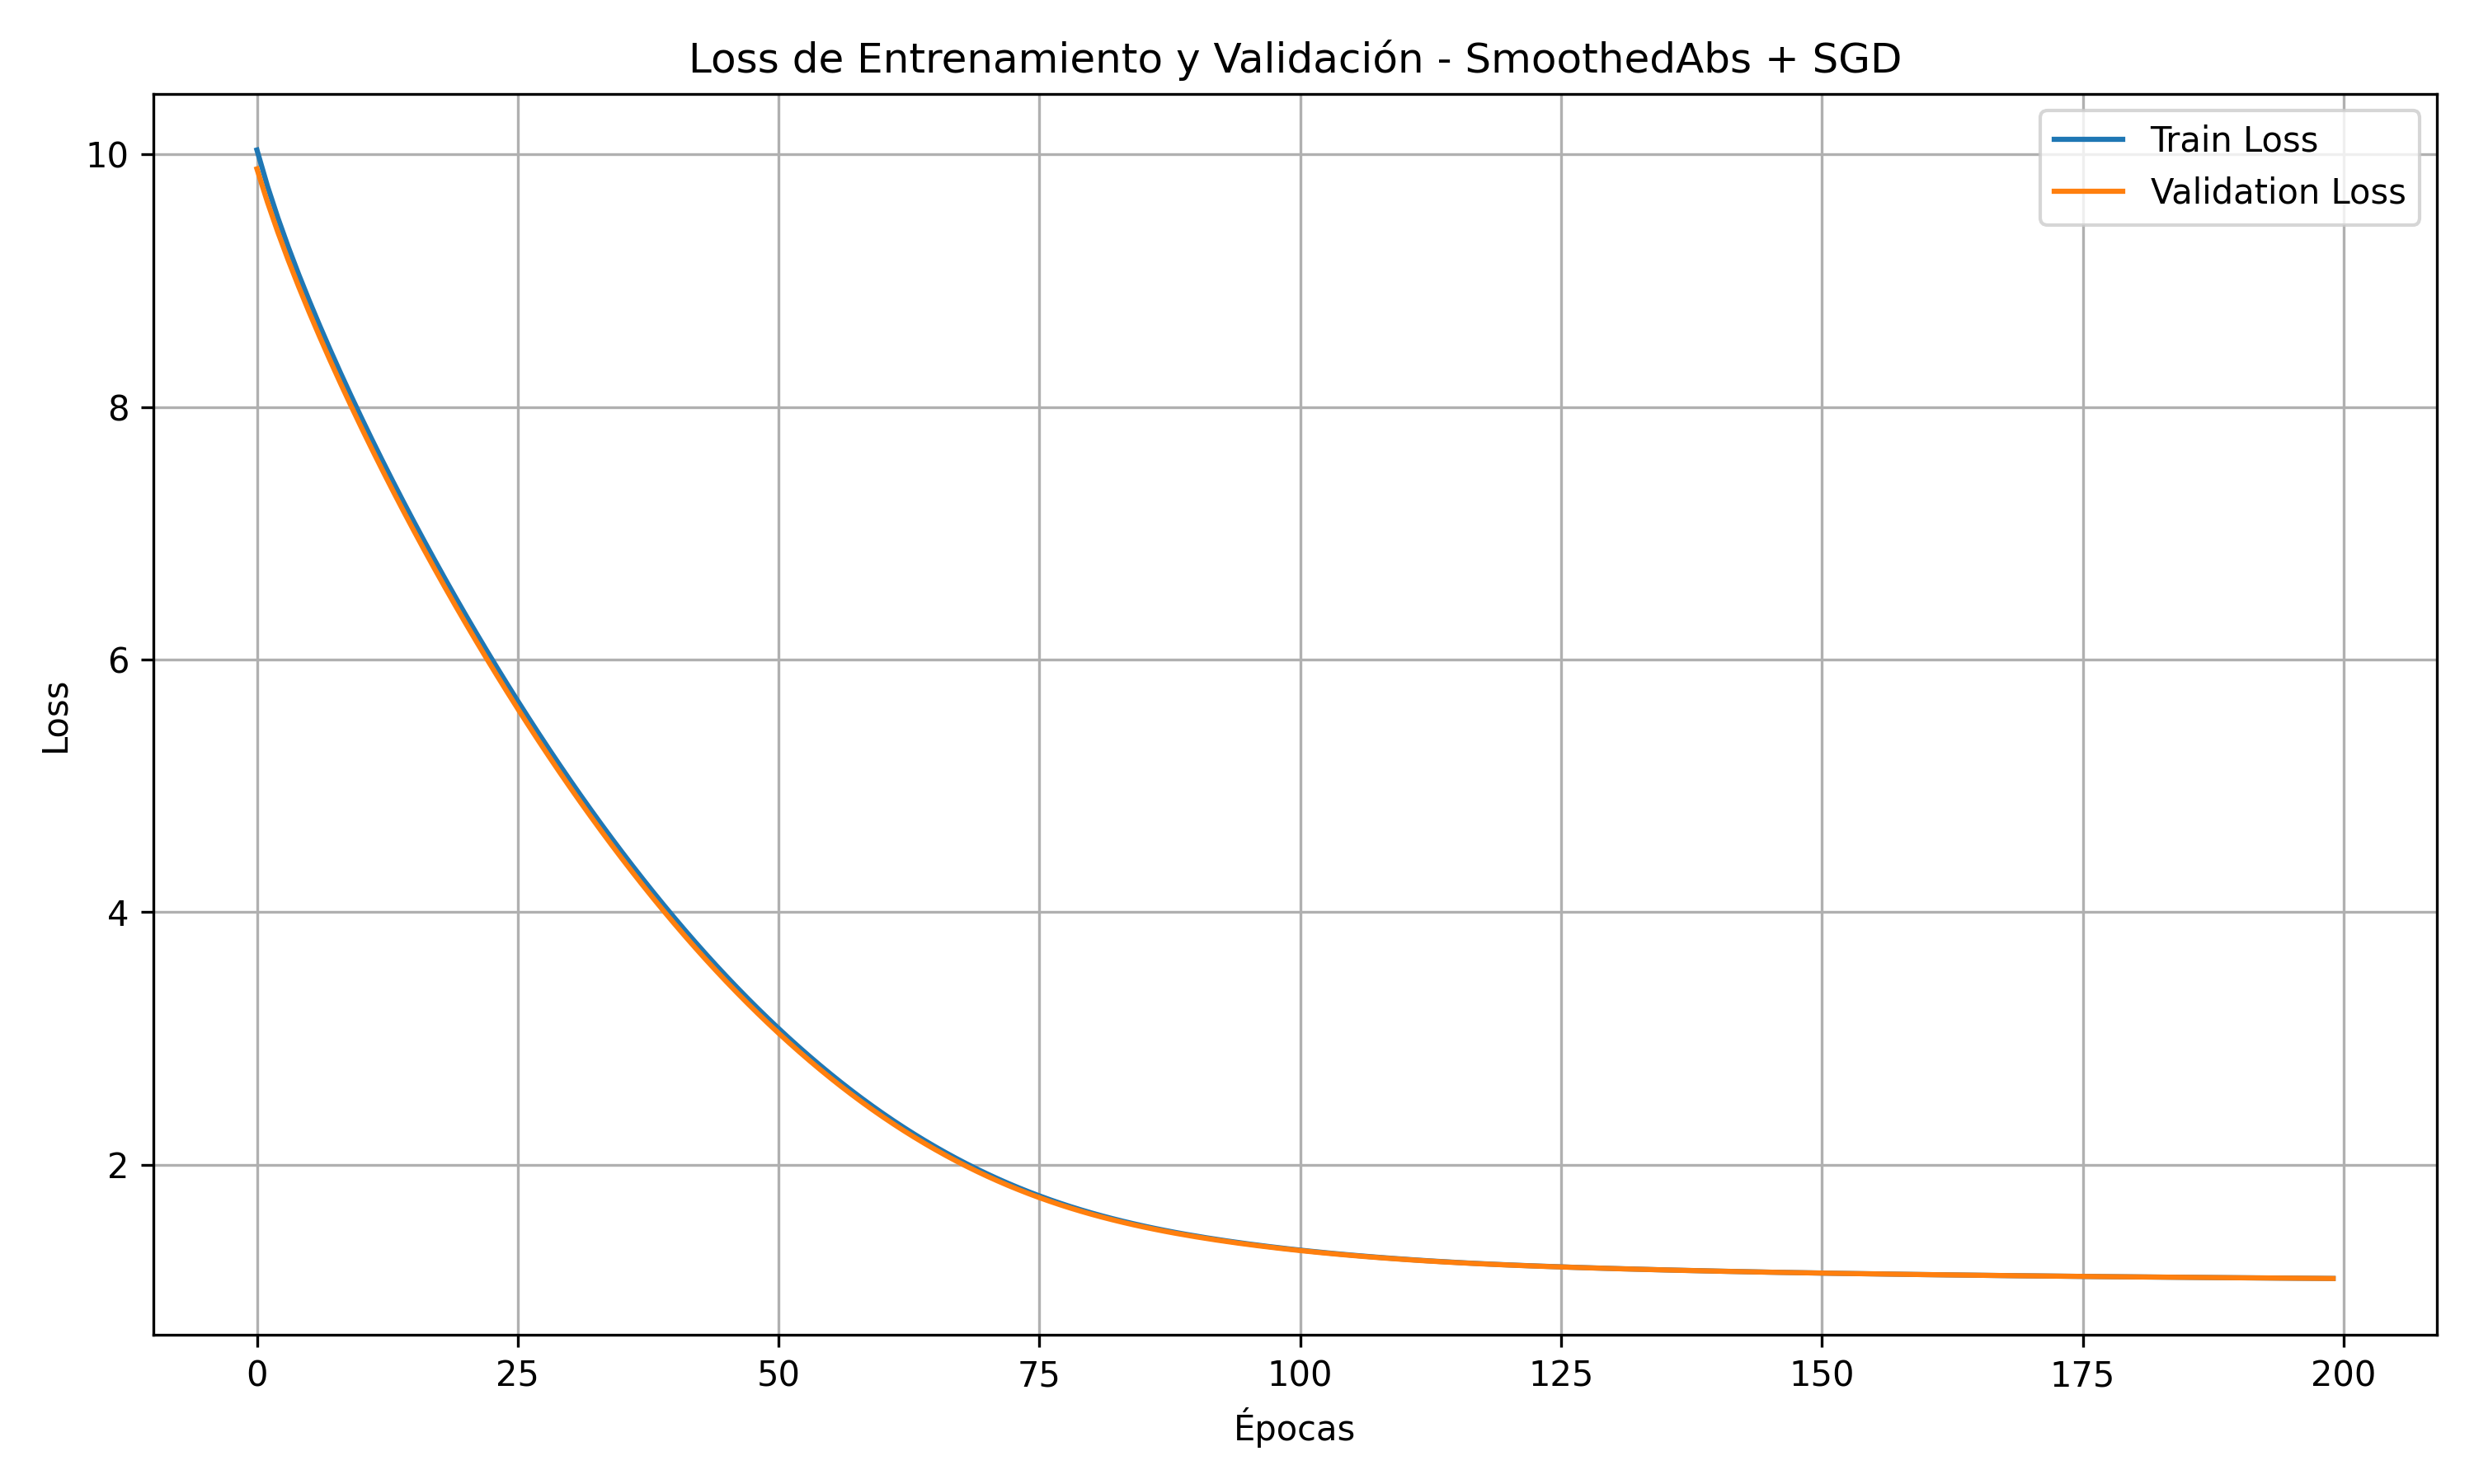 Loss de Entrenamiento y Validación - SmoothedAbs + SGD
Train Loss
Validation Loss
10
8
6
4
2
Loss
0 25 50 75 100 125 150 175 200
Épocas